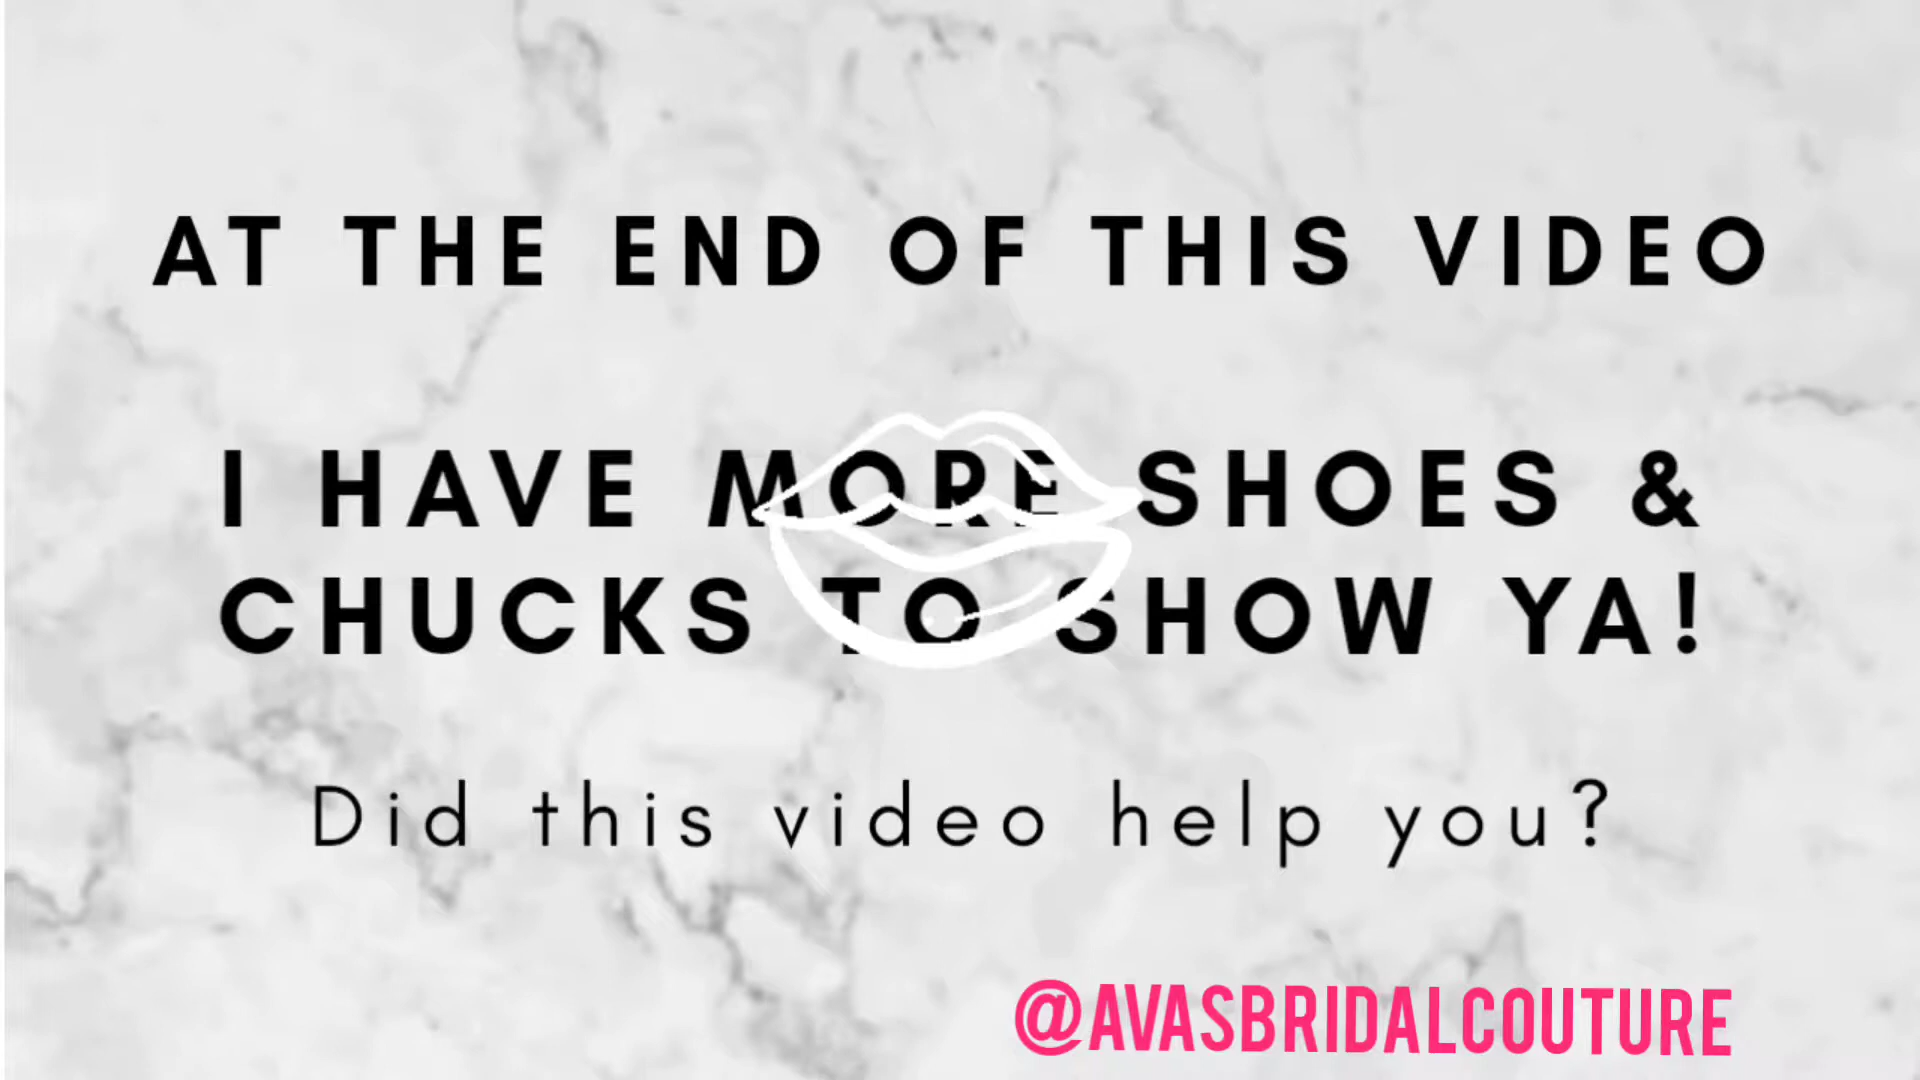 AT THE END OF THIS VIDEO
I HAVE MORE SHOES &
CHUCKS TO SHOW YA!
Did this video help you?
@AVASBRIDALCOUTURE